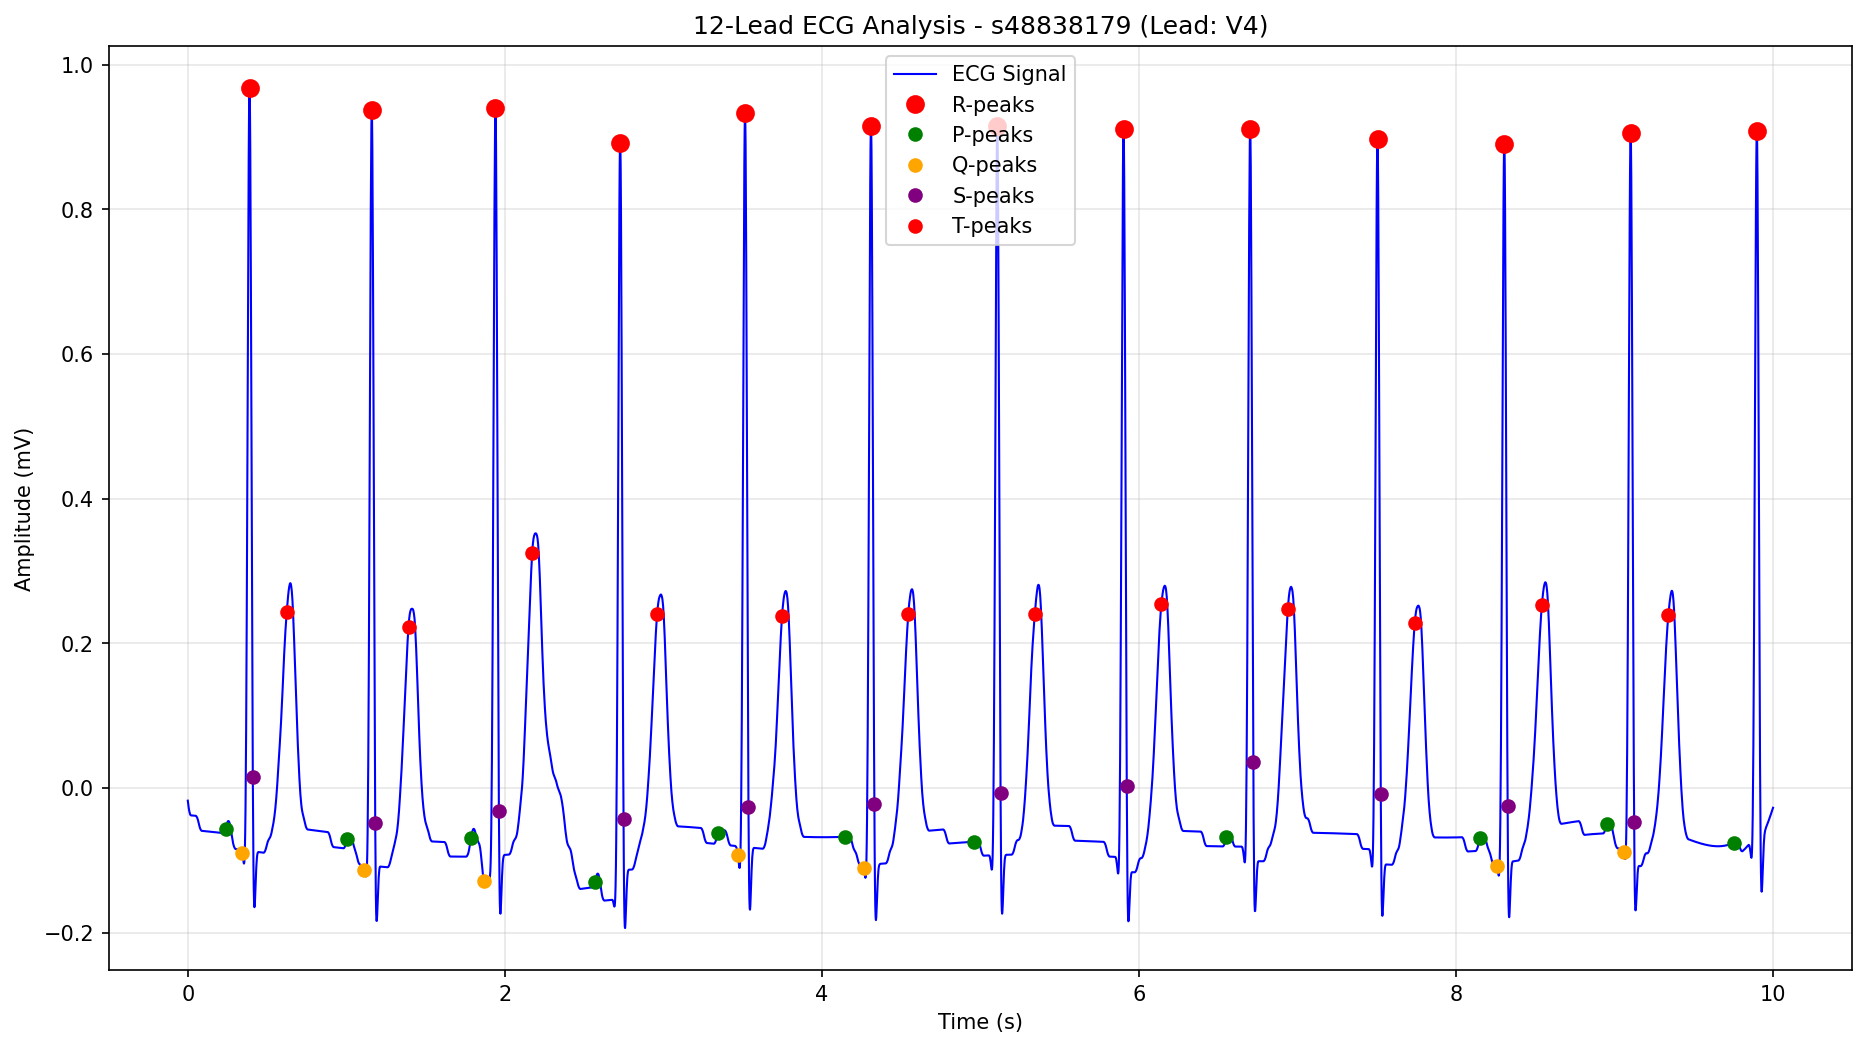 12-Lead ECG Analysis - s48838179 (Lead: V4)
ECG Signal
R-peaks
P-peaks
Q-peaks
S-peaks
T-peaks
Amplitude (mV)
1.0
0.8
0.6
0.4
0.2
0.0
−0.2
0 2 4 6 8 10
Time (s)